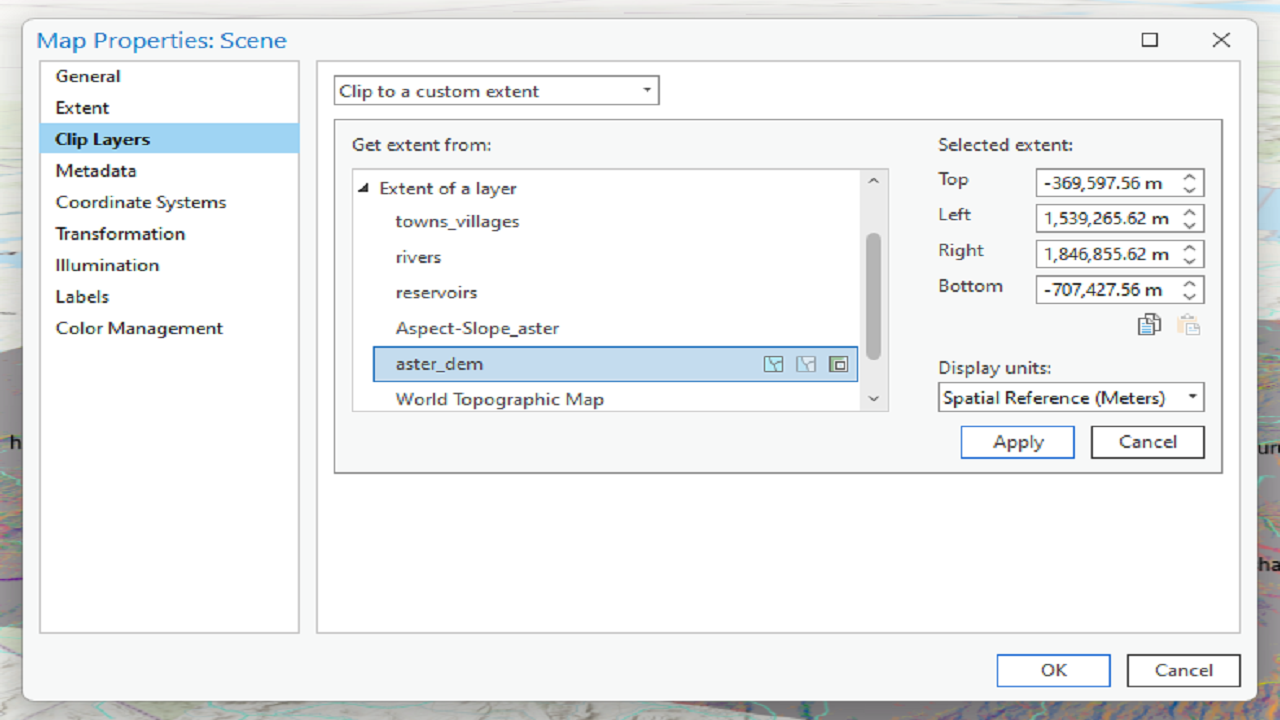 Map Properties: Scene
General
Extent
Clip Layers
Metadata
Coordinate Systems
Transformation
Illumination
Labels
Color Management
Clip to a custom extent
Get extent from:
Extent of a layer
towns_villages
rivers
reservoirs
Aspect-Slope_aster
aster_dem
World Topographic Map
Selected extent:
Top -369,597.56 m
Left 1,539,265.62 m
Right 1,846,855.62 m
Bottom -707,427.56 m
Display units:
Spatial Reference (Meters)
Apply Cancel
OK Cancel